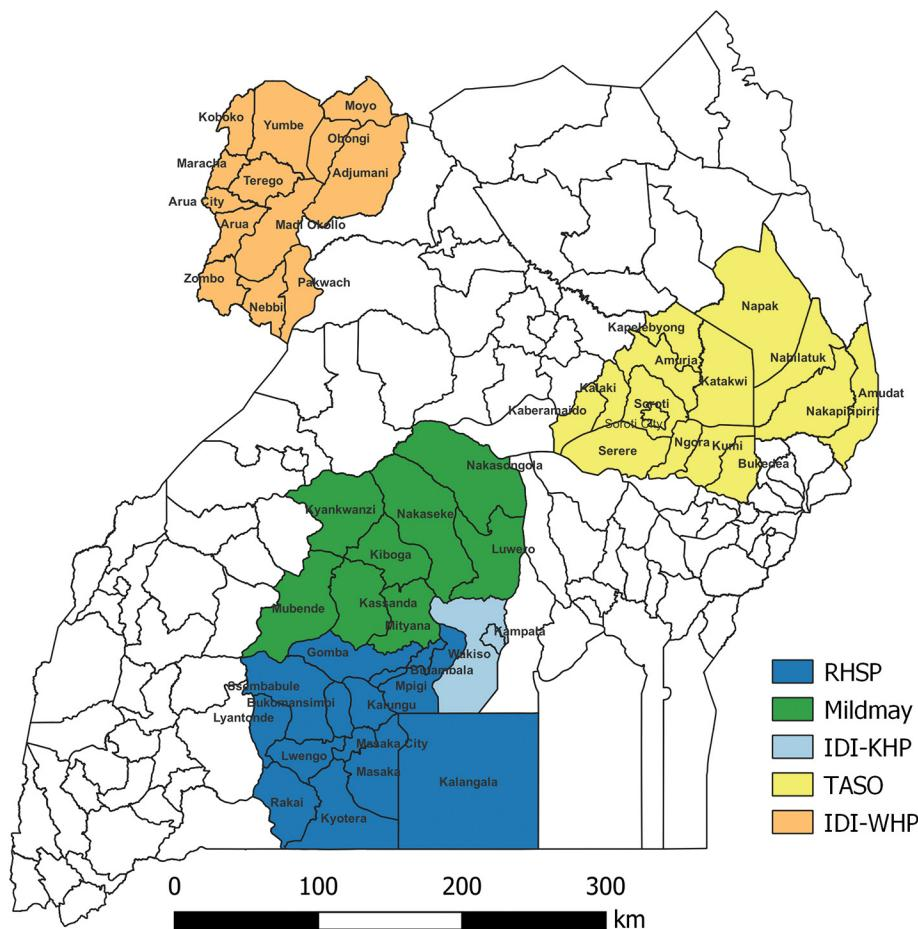 Moyo
Koboko
Yumbe
Obongi
Maracha
Adjumani
Terego
Arua City
Arua
Madi Okollo
Zombo
Pakwach
Nebbi
Napak
Kapelebyong
Amuria
Nabilatuk
Katakwi
Kalaki
Amudat
Soroti
Kaberamaido
Nakapiripirit
Soroti City
Ngora
Kumi
Serere
Bukedea
Nakasongola
Kyankwanzi
Nakaseke
Luwero
Kiboga
Kassanda
Mubende
Mityana
Kampala
Gomba
Wakiso
Butambala
Ssembabule
Mpigi
Bukomansimbi
Kalungu
Lyantonde
Masaka City
Lwengo
Masaka
Kalangala
Rakai
Kyotera
RHSP
Mildmay
IDI-KHP
TASO
IDI-WHP
0 100 200 300
km